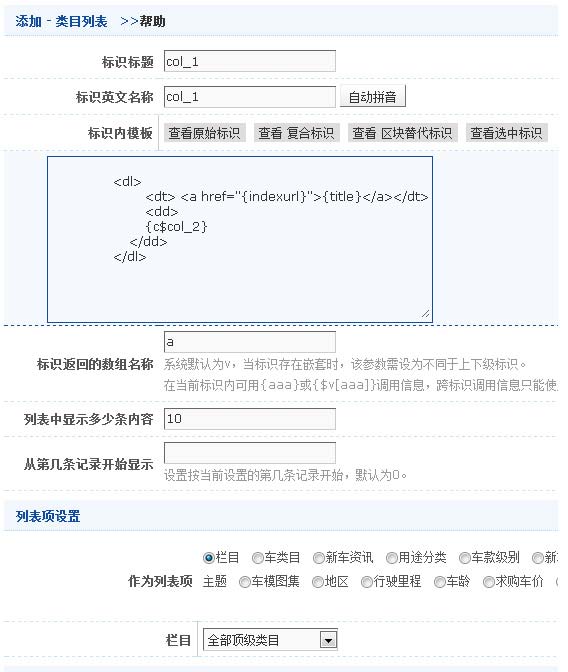 添加 - 类目列表 >>帮助
标识标题 col_1
标识英文名称 col_1 自动拼音
标识内模板 查看原始标识 查看 复合标识 查看 区块替代标识 查看选中标识
<dl>
<dt> <a href="{indexurl}">{title}</a></dt>
<dd>
{c$col_2}
</dd>
</dl>
a
标识返回的数组名称 系统默认为v，当标识存在嵌套时，该参数需设为不同于上下级标识。
在当前标识内可用{aaa}或{$v[aaa]}调用信息，跨标识调用信息只能使
列表中显示多少条内容 10
从第几条记录开始显示
设置按当前设置的第几条记录开始，默认为0。
列表项设置
栏目 车类目 新车资讯 用途分类 车款级别 新
作为列表项 主题 车模图集 地区 行驶里程 车龄 求购车价
栏目 全部顶级类目